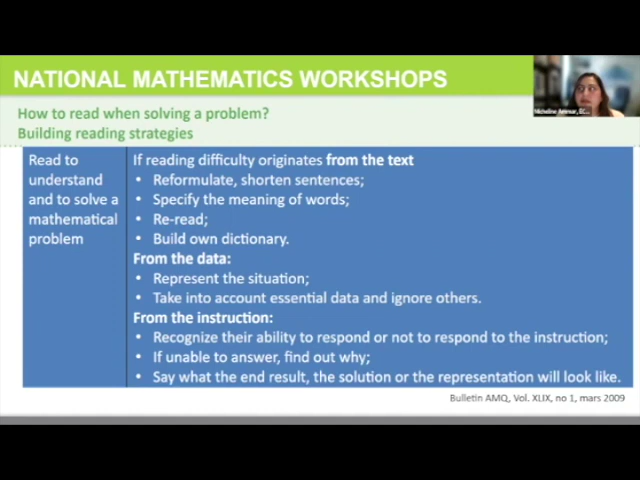 NATIONAL MATHEMATICS WORKSHOPS
How to read when solving a problem?
Building reading strategies
Read to
understand
and to solve a
mathematical
problem
If reading difficulty originates from the text
• Reformulate, shorten sentences;
• Specify the meaning of words;
• Re-read;
• Build own dictionary.
From the data:
• Represent the situation;
• Take into account essential data and ignore others.
From the instruction:
• Recognize their ability to respond or not to respond to the instruction;
• If unable to answer, find out why;
• Say what the end result, the solution or the representation will look like.
Bulletin AMQ, Vol. XLIX, no 1, mars 2009
Micheline